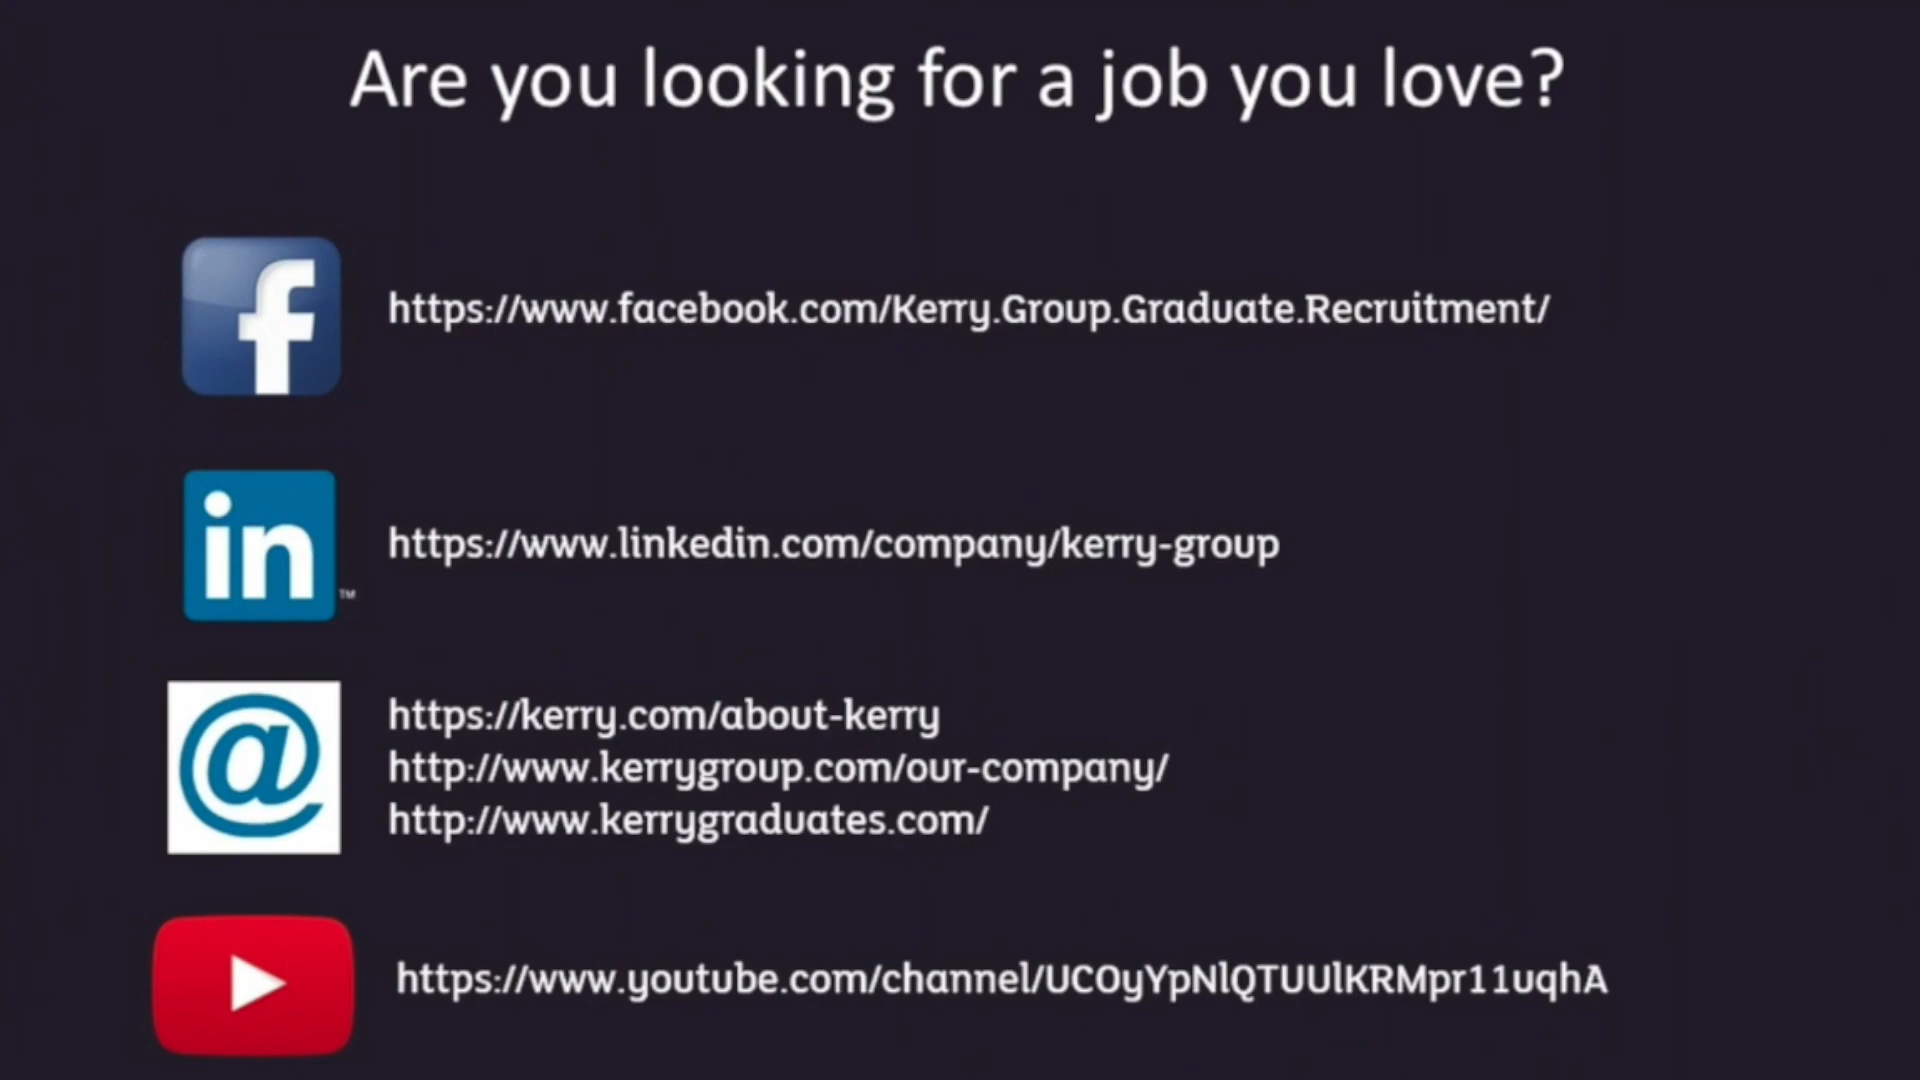 Are you looking for a job you love?
f
https://www.facebook.com/Kerry.Group.Graduate.Recruitment/
in TM
https://www.linkedin.com/company/kerry-group
@
https://kerry.com/about-kerry
http://www.kerrygroup.com/our-company/
http://www.kerrygraduates.com/
https://www.youtube.com/channel/UCOyYpNlQTUUlKRMpr11uqhA